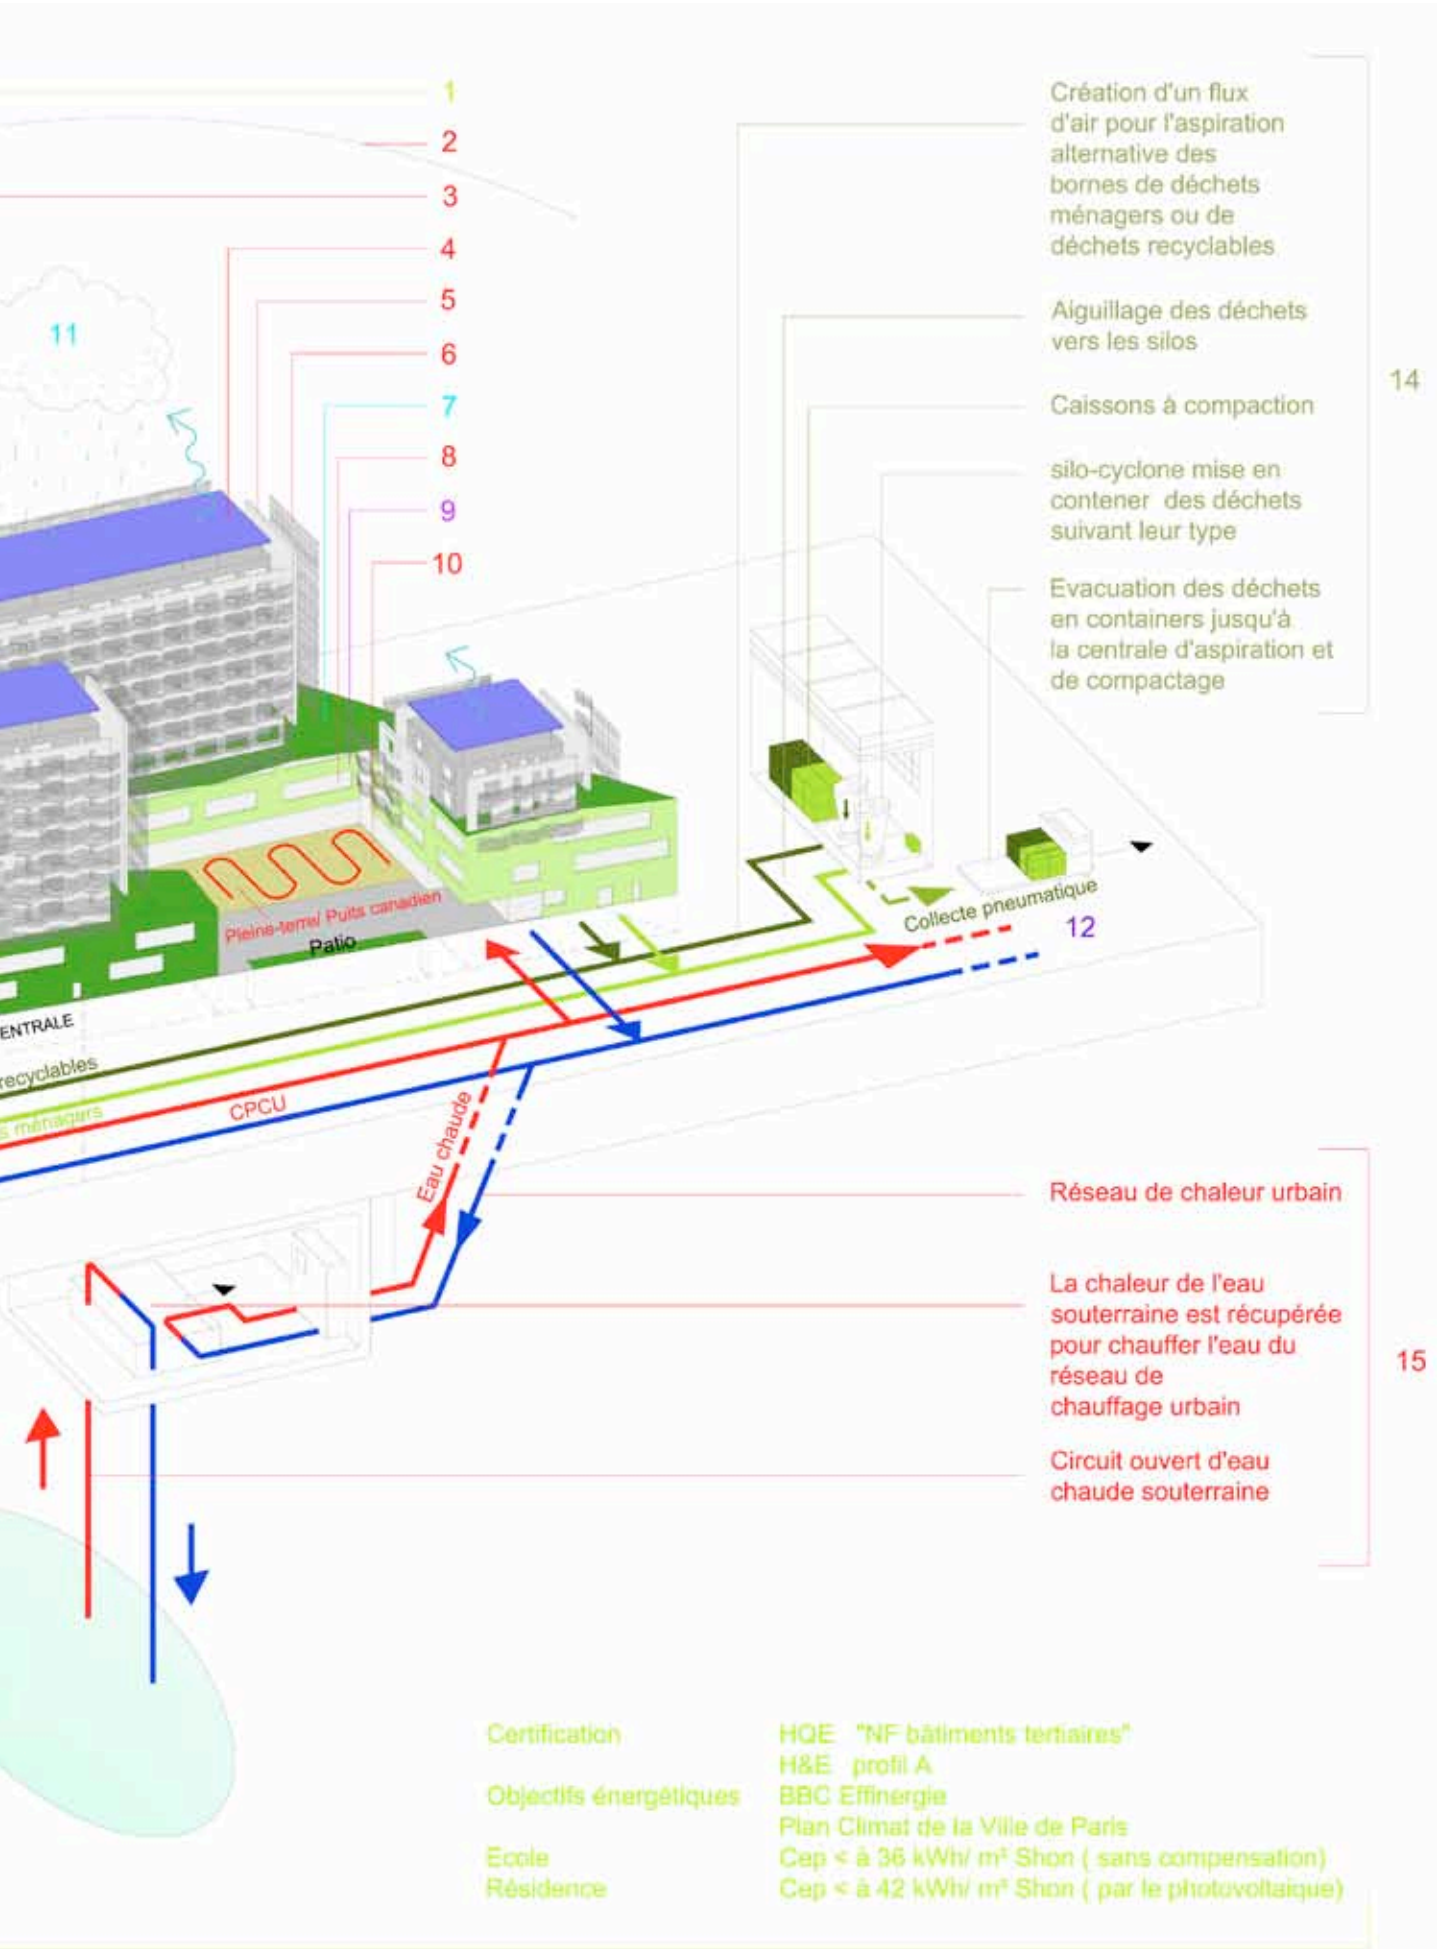 1
2
3
4
5
6
7
8
9
10
11
Création d'un flux
d'air pour l'aspiration
alternative des
bornes de déchets
ménagers ou de
déchets recyclables
Aiguillage des déchets
vers les silos
Caissons à compaction
silo-cyclone mise en
contener des déchets
suivant leur type
Evacuation des déchets
en containers jusqu'à
la centrale d'aspiration et
de compactage
14
Pleine-terre/ Puits canadien
Patio
Collecte pneumatique
12
ENTRALE
recyclables
s ménagers
CPCU
Eau chaude
Réseau de chaleur urbain
La chaleur de l'eau
souterraine est récupérée
pour chauffer l'eau du
réseau de
chauffage urbain
15
Circuit ouvert d'eau
chaude souterraine
Certification HQE "NF bâtiments tertiaires"
H&E profil A
Objectifs énergétiques BBC Effinergie
Plan Climat de la Ville de Paris
Ecole Cep < à 36 kWh/ m² Shon ( sans compensation)
Résidence Cep < à 42 kWh/ m² Shon ( par le photovoltaique)